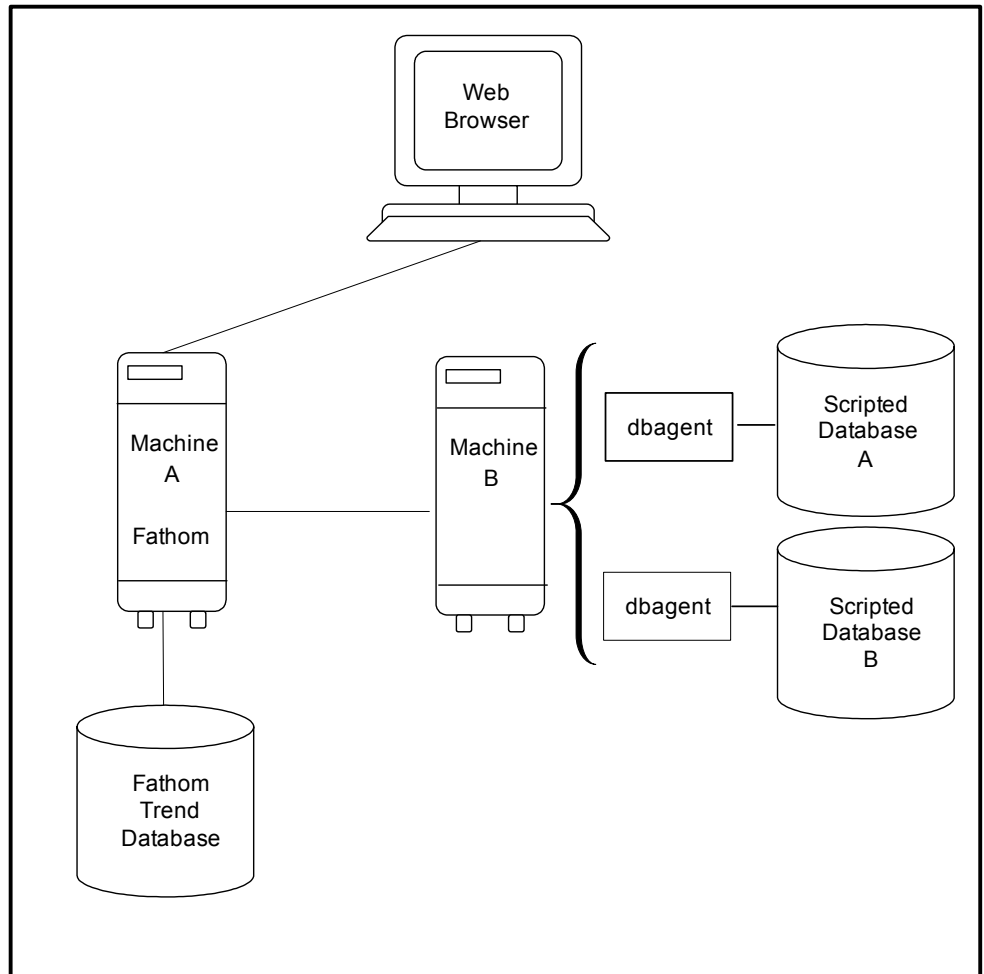 Web
Browser
Machine
A
Fathom
Machine
B
dbagent
Scripted
Database
A
dbagent
Scripted
Database
B
Fathom
Trend
Database